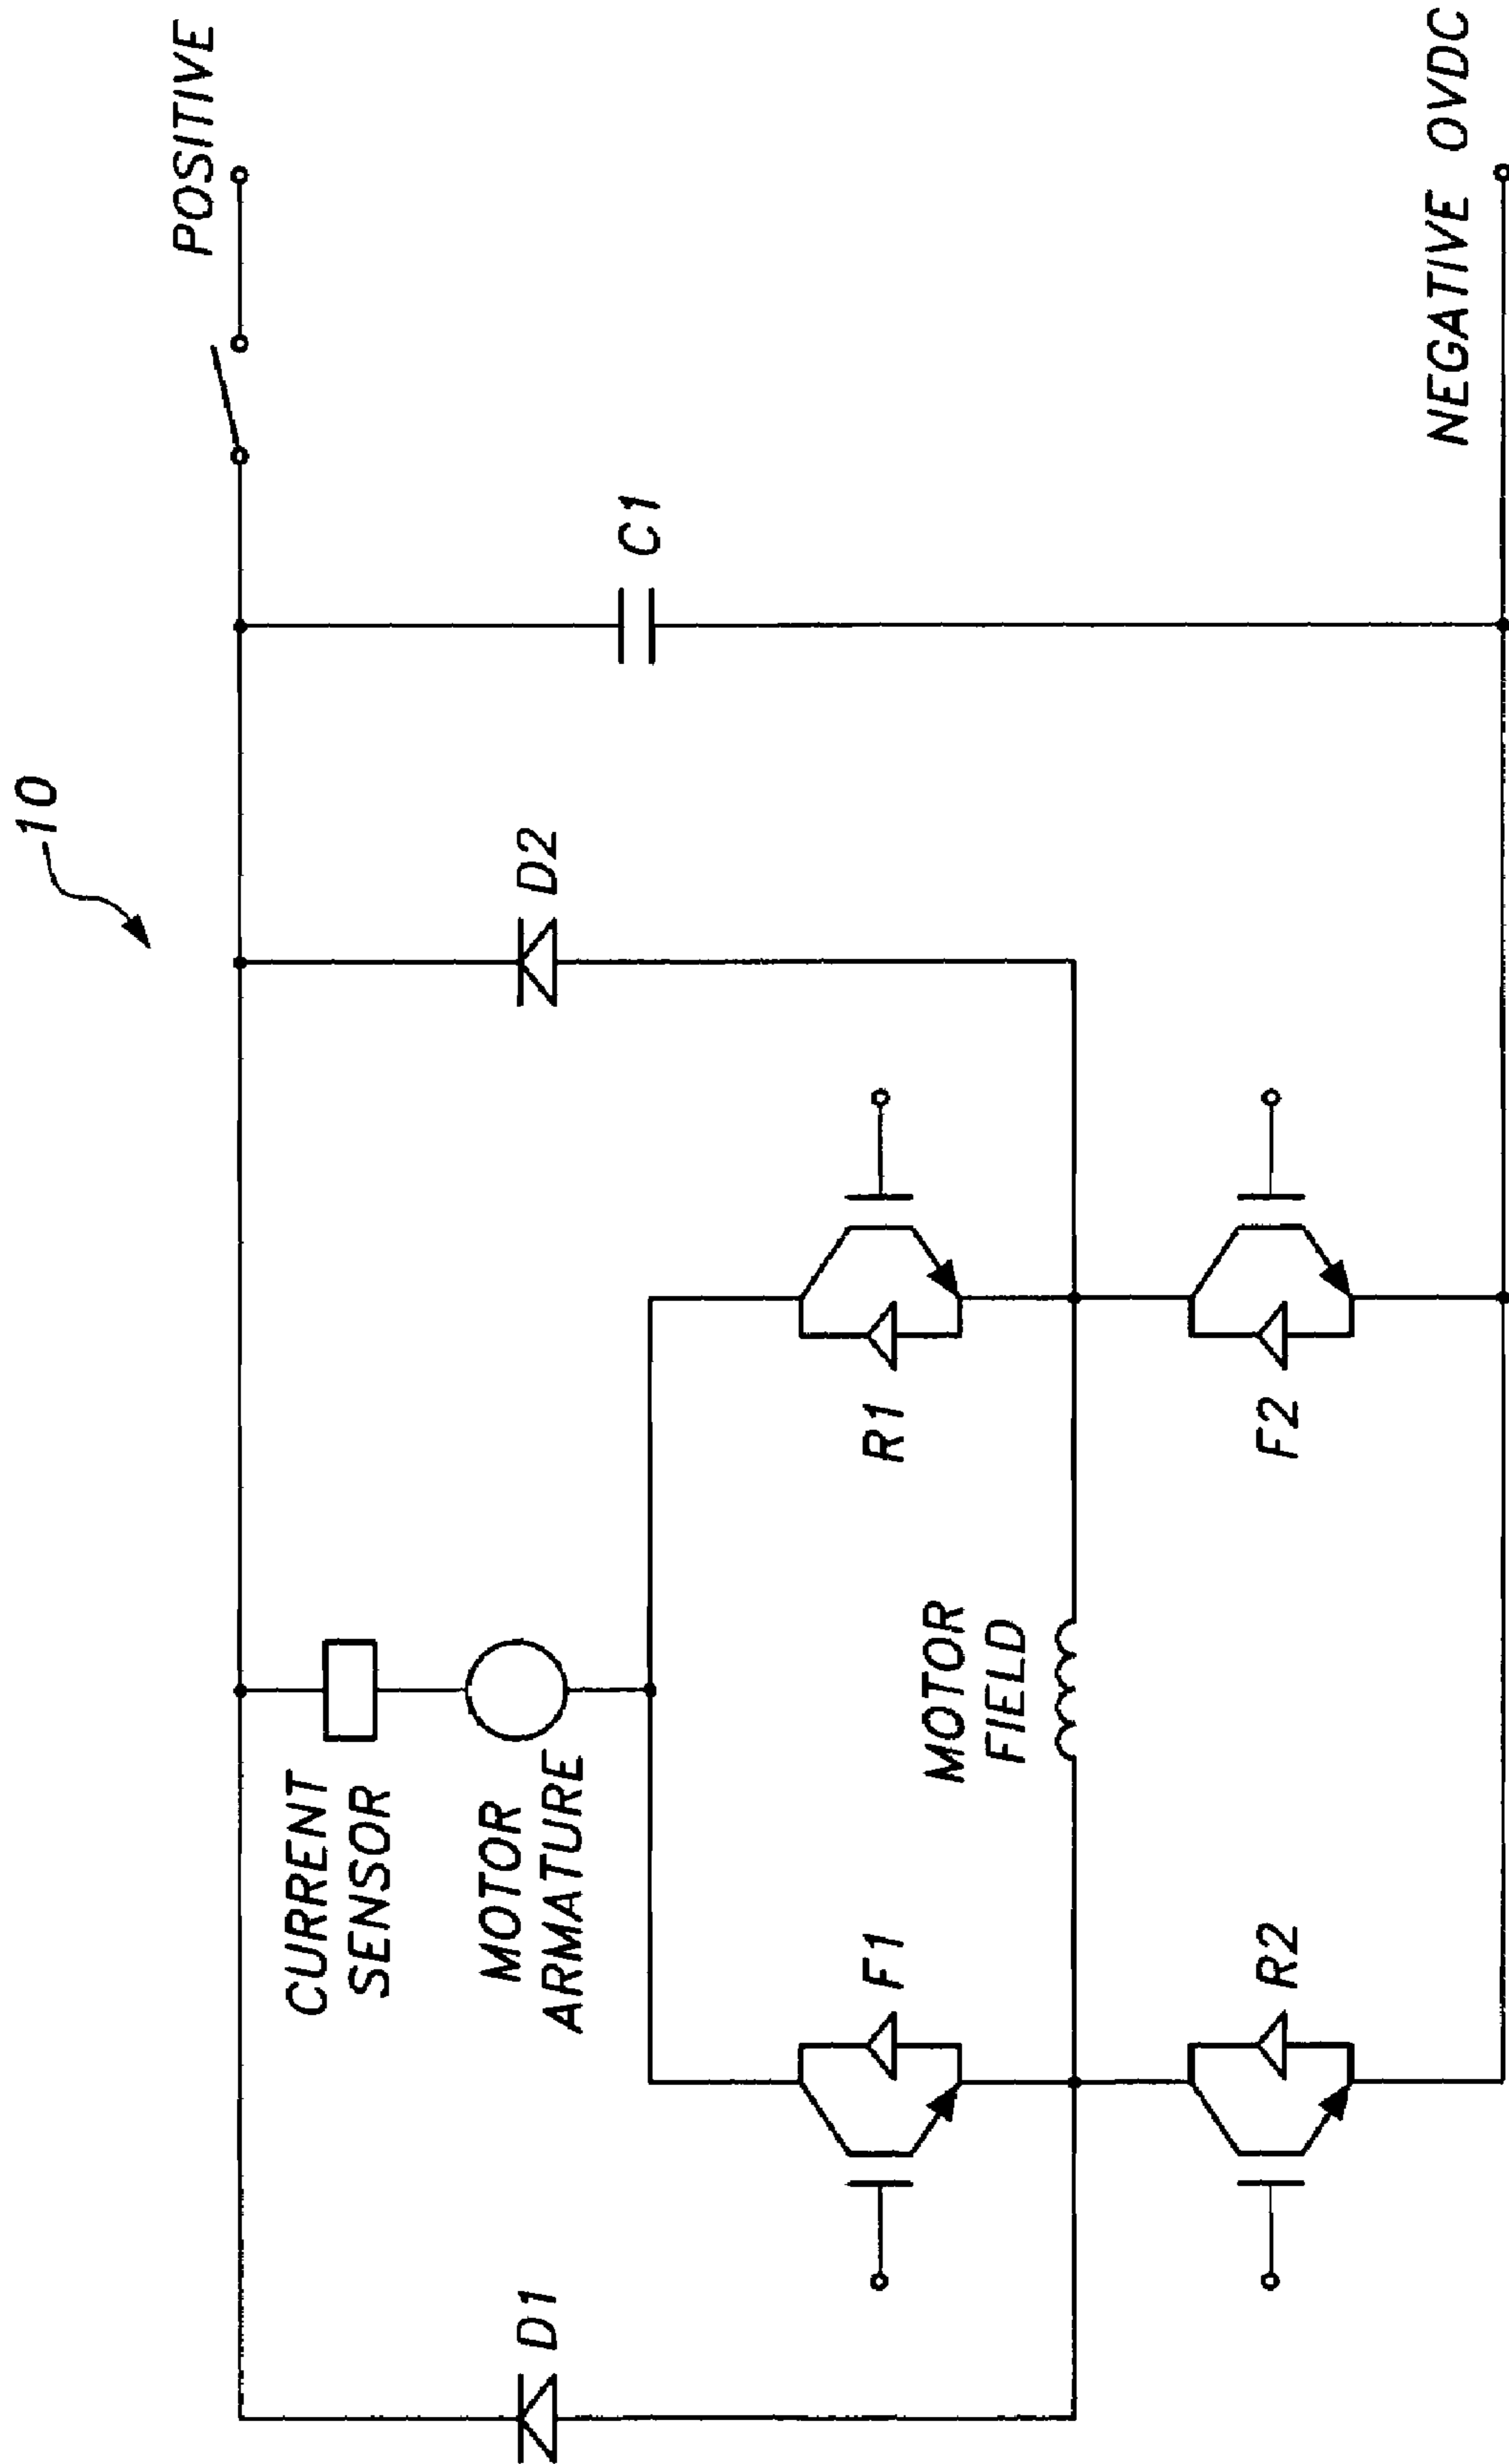 10
POSITIVE
CURRENT
SENSOR
MOTOR
ARMATURE
D1
D2
C1
F1
R1
MOTOR
FIELD
R2
F2
NEGATIVE OVDC